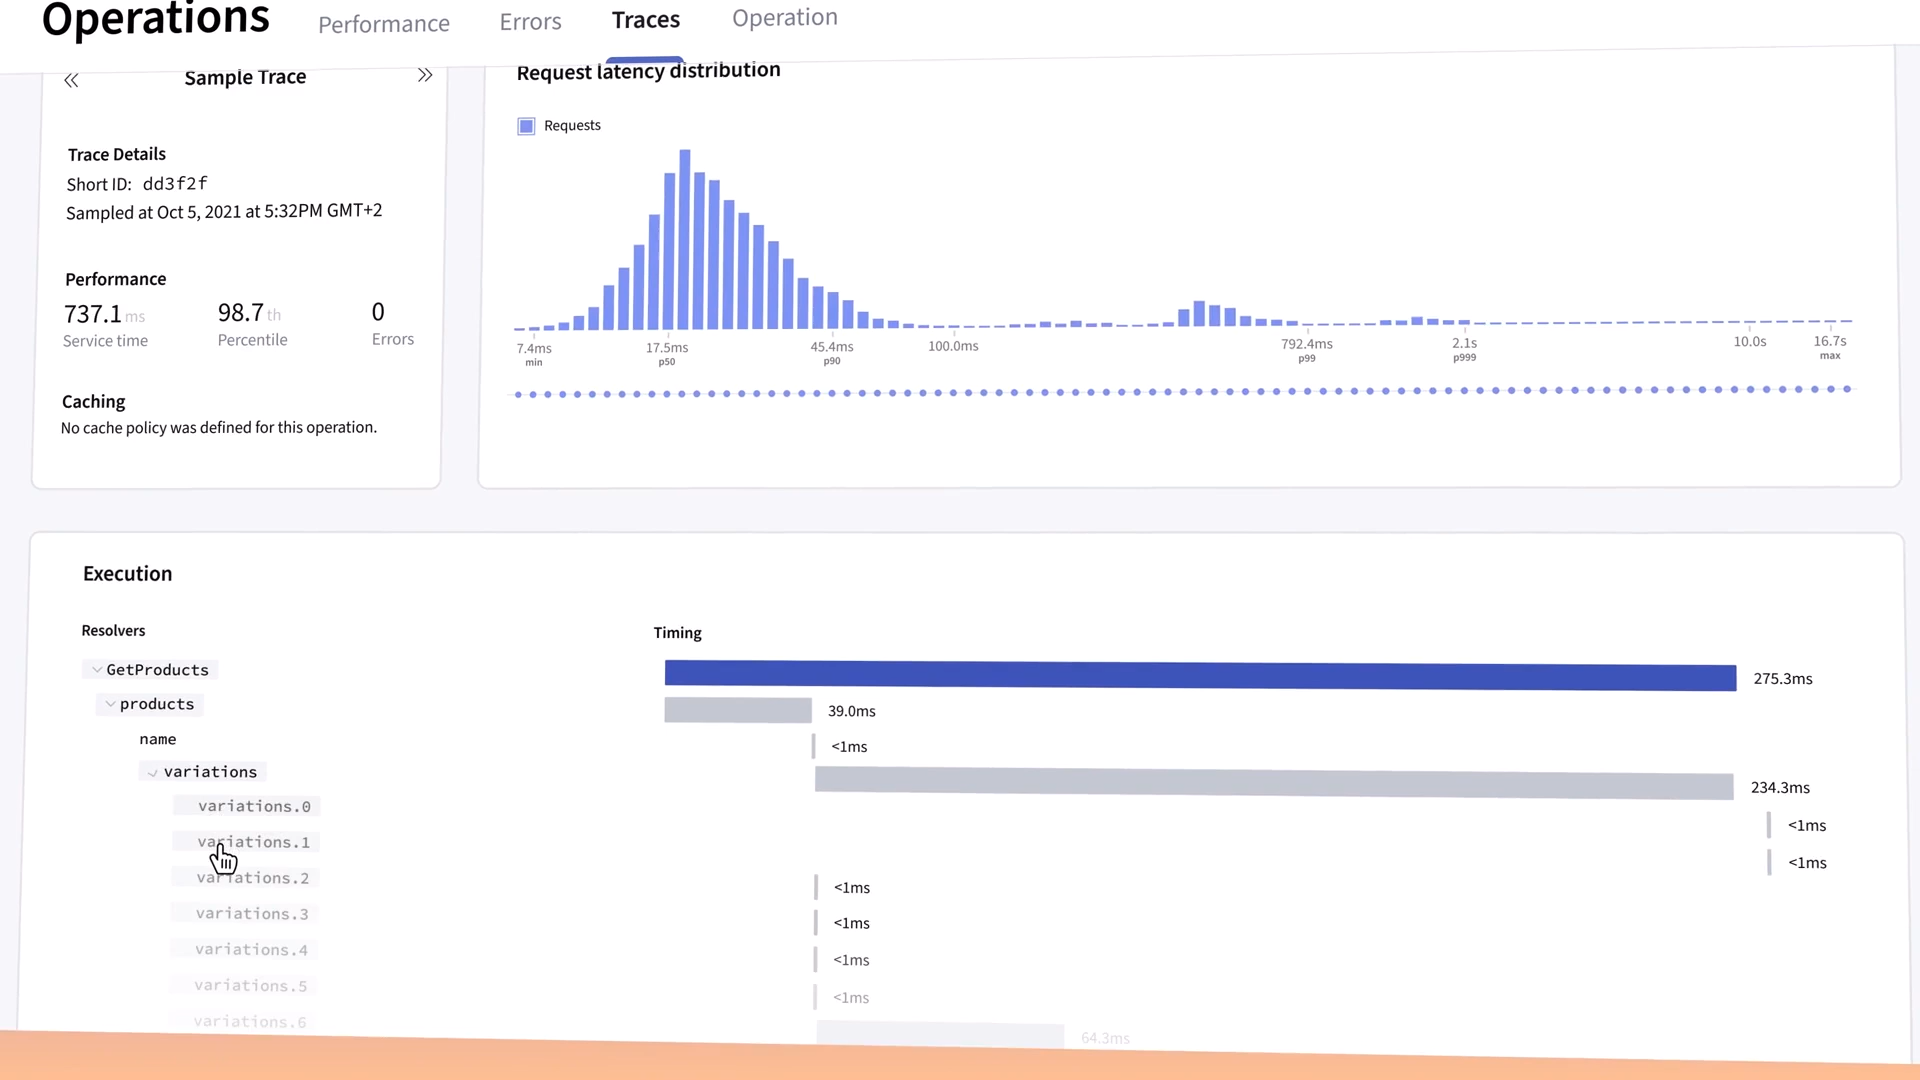 Operations
Performance
Errors
Traces
Operation
Sample Trace
Trace Details
Short ID: dd3f2f
Sampled at Oct 5, 2021 at 5:32PM GMT+2
Performance
737.1 ms
98.7 th
0
Service time
Percentile
Errors
Caching
No cache policy was defined for this operation.
Request latency distribution
Requests
7.4ms
min
17.5ms
p50
45.4ms
p90
100.0ms
792.4ms
p99
2.1s
p999
10.0s
16.7s
max
Execution
Resolvers
Timing
GetProducts
275.3ms
products
39.0ms
name
<1ms
variations
234.3ms
variations.0
<1ms
variations.1
<1ms
variations.2
<1ms
variations.3
<1ms
variations.4
<1ms
variations.5
<1ms
variations.6
64.3ms